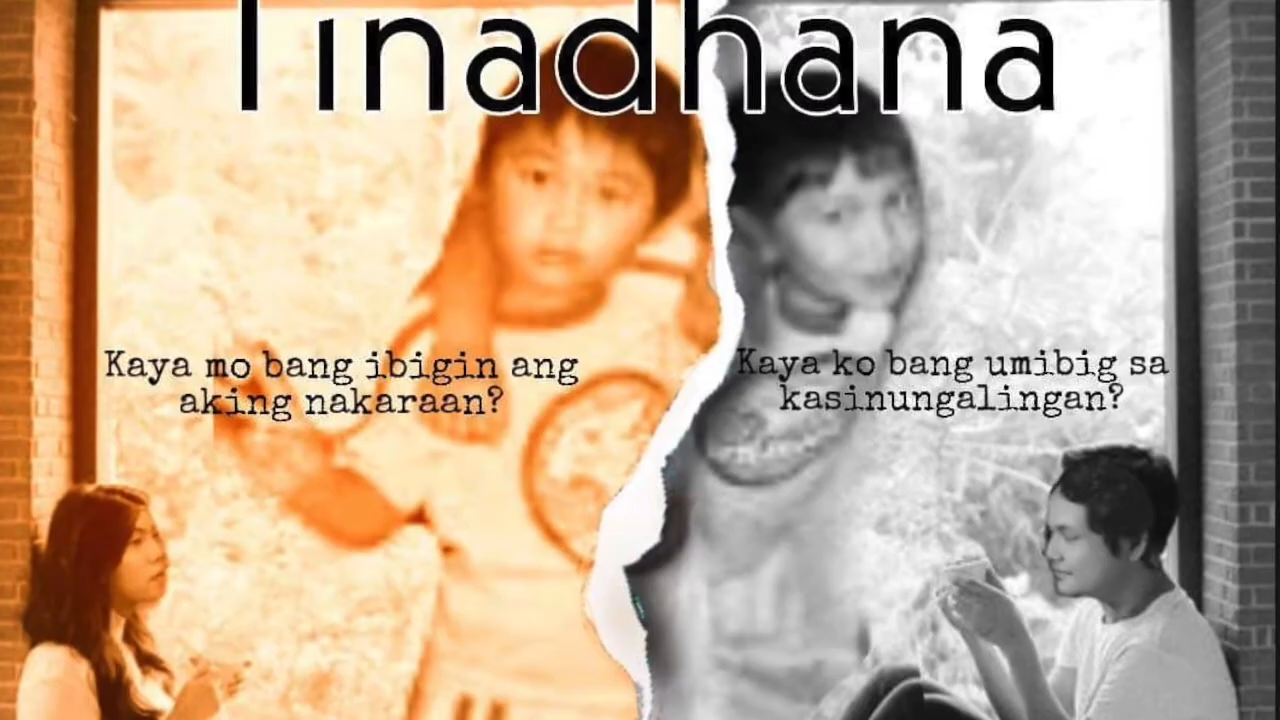 Tinadhana
Kaya mo bang ibigin ang
aking nakaraan?
Kaya ko bang umibig sa
kasinungalingan?